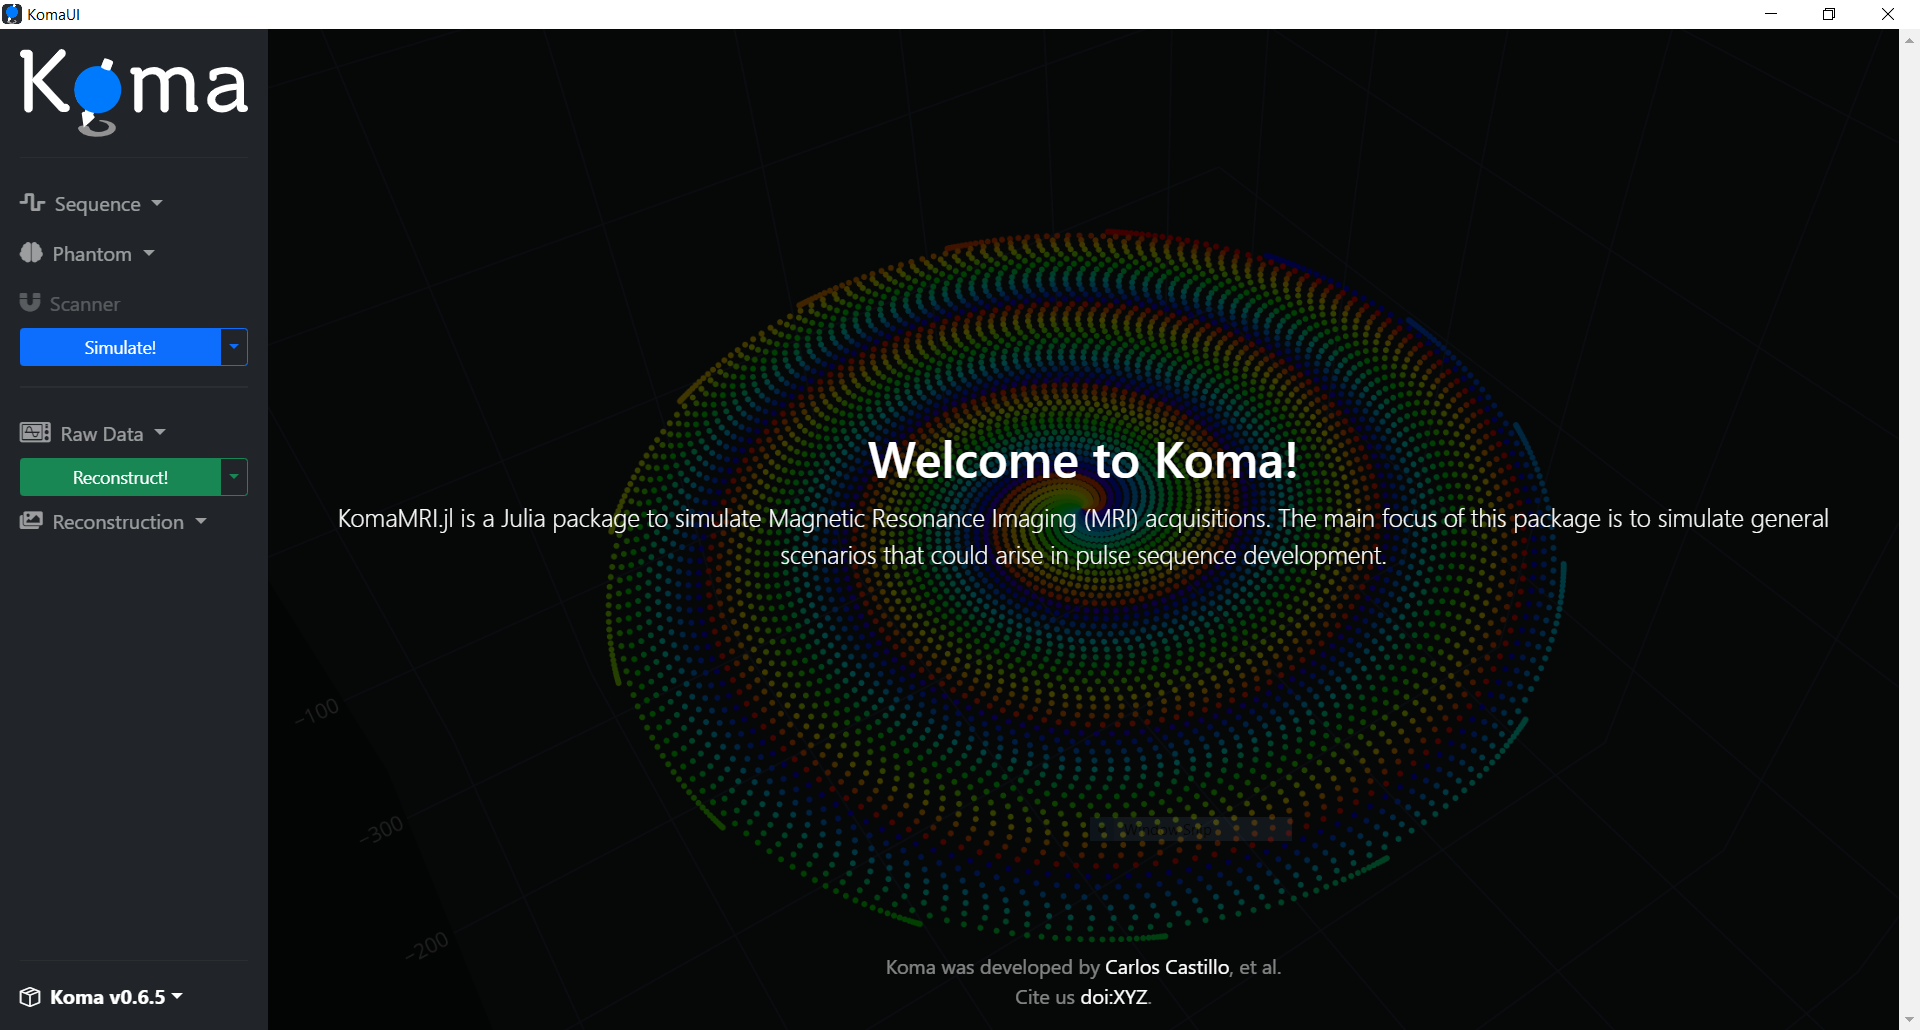 KomaUI
Koma
Sequence
Phantom
Scanner
Simulate!
Raw Data
Reconstruct!
Reconstruction
Koma v0.6.5
Welcome to Koma!
KomaMRI.jl is a Julia package to simulate Magnetic Resonance Imaging (MRI) acquisitions. The main focus of this package is to simulate general
scenarios that could arise in pulse sequence development.
-100
-300
-200
Window Snip
Koma was developed by Carlos Castillo, et al.
Cite us doi:XYZ.